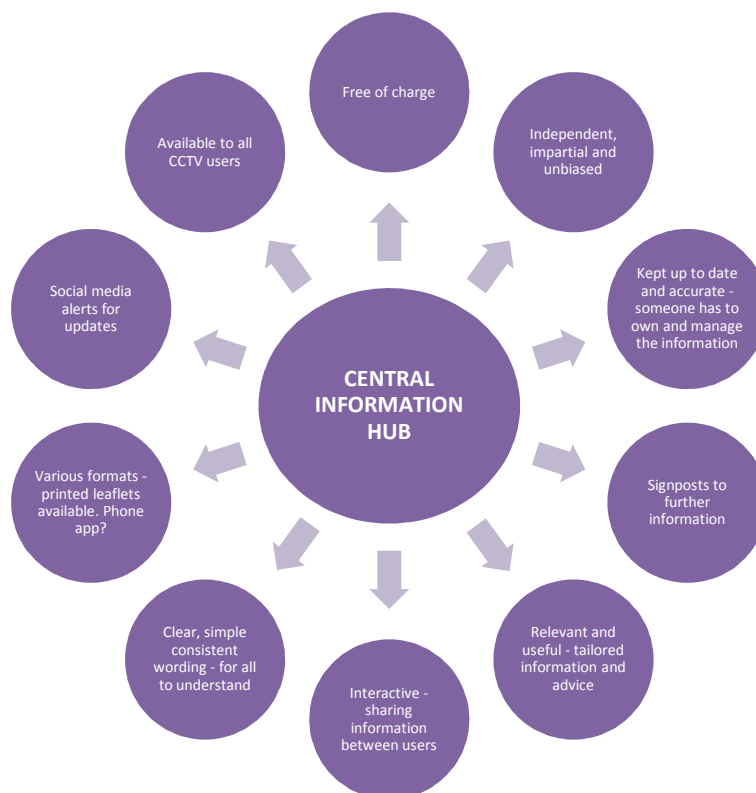 Free of charge
Independent,
impartial and
unbiased
Kept up to date
and accurate -
someone has to
own and manage
the information
Signposts to
further
information
Relevant and
useful - tailored
information and
advice
Interactive -
sharing
information
between users
Clear, simple
consistent
wording - for all
to understand
Various formats -
printed leaflets
available. Phone
app?
Social media
alerts for
updates
Available to all
CCTV users
CENTRAL
INFORMATION
HUB